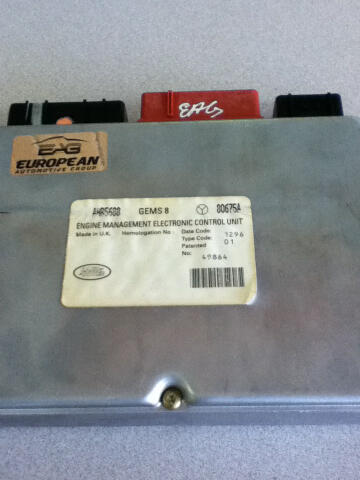 EAG
EAG
EUROPEAN
AUTOMOTIVE GROUP
GEMS 8 80675A
ENGINE MANAGEMENT ELECTRONIC CONTROL UNIT
Made in U.K. Homologation No: Date Code: 1296
Type Code: 01
Patented
No: 49864